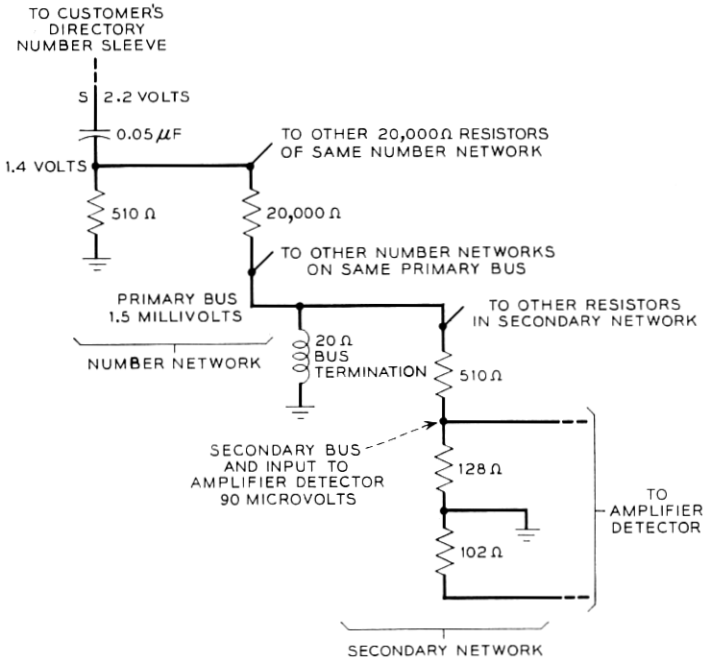 TO CUSTOMER'S
DIRECTORY
NUMBER SLEEVE
S 2.2 VOLTS
0.05 μF
1.4 VOLTS
TO OTHER 20,000Ω RESISTORS
OF SAME NUMBER NETWORK
510 Ω
20,000 Ω
TO OTHER NUMBER NETWORKS
ON SAME PRIMARY BUS
PRIMARY BUS
1.5 MILLIVOLTS
TO OTHER RESISTORS
IN SECONDARY NETWORK
NUMBER NETWORK
20 Ω
BUS
TERMINATION
510 Ω
SECONDARY BUS
AND INPUT TO
AMPLIFIER DETECTOR
90 MICROVOLTS
128 Ω
TO
AMPLIFIER
DETECTOR
102 Ω
SECONDARY NETWORK